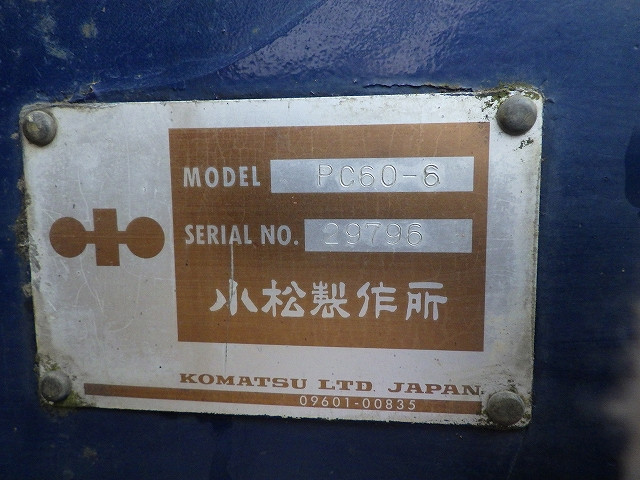 MODEL PC60-6
SERIAL NO. 29796
小松製作所
KOMATSU LTD. JAPAN
09601-00835